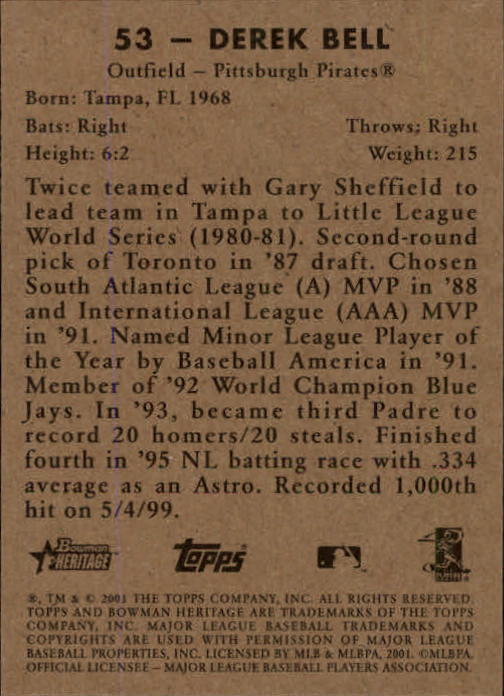 53 – DEREK BELL
Outfield – Pittsburgh Pirates®
Born: Tampa, FL 1968
Bats: Right Throws: Right
Height: 6:2 Weight: 215
Twice teamed with Gary Sheffield to
lead team in Tampa to Little League
World Series (1980-81). Second-round
pick of Toronto in '87 draft. Chosen
South Atlantic League (A) MVP in '88
and International League (AAA) MVP
in '91. Named Minor League Player of
the Year by Baseball America in '91.
Member of '92 World Champion Blue
Jays. In '93, became third Padre to
record 20 homers/20 steals. Finished
fourth in '95 NL batting race with .334
average as an Astro. Recorded 1,000th
hit on 5/4/99.
Bowman HERITAGE Topps
®, TM & © 2001 THE TOPPS COMPANY, INC. ALL RIGHTS RESERVED.
TOPPS AND BOWMAN HERITAGE ARE TRADEMARKS OF THE TOPPS
COMPANY, INC. MAJOR LEAGUE BASEBALL TRADEMARKS AND
COPYRIGHTS ARE USED WITH PERMISSION OF MAJOR LEAGUE
BASEBALL PROPERTIES, INC. LICENSED BY MLB & MLBPA, 2001. ©MLBPA.
OFFICIAL LICENSEE – MAJOR LEAGUE BASEBALL PLAYERS ASSOCIATION.